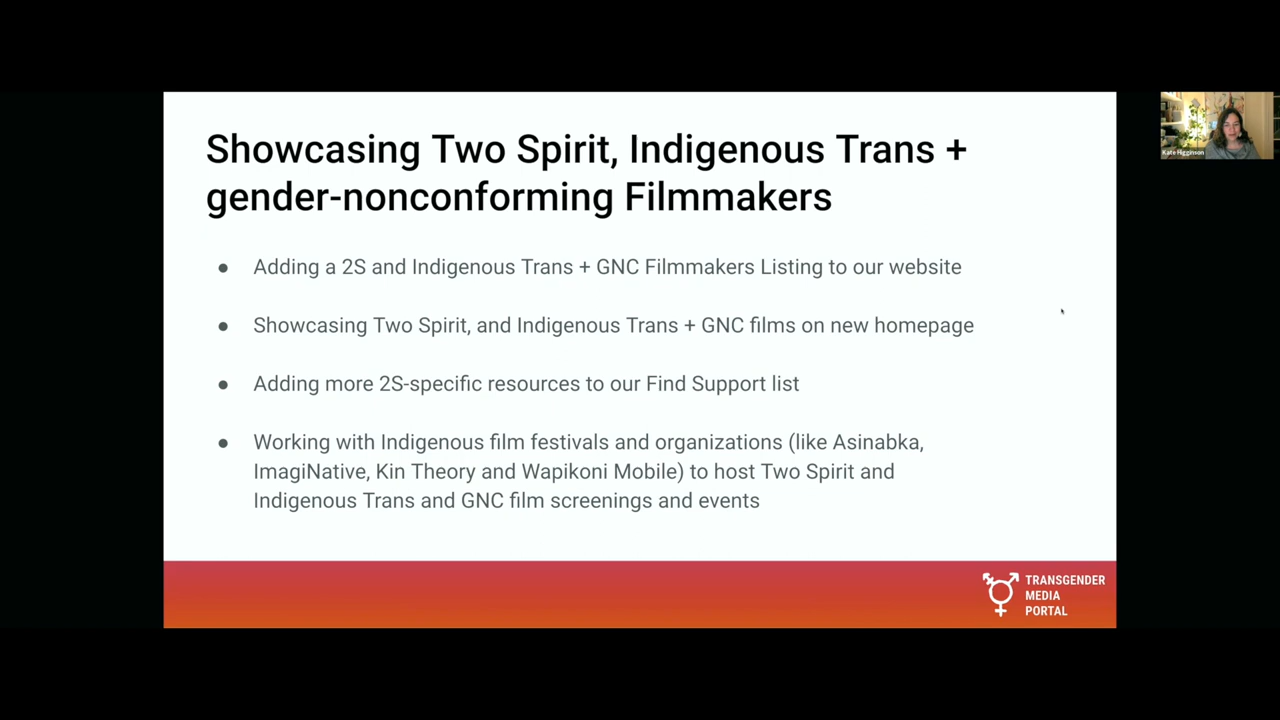 Showcasing Two Spirit, Indigenous Trans +
gender-nonconforming Filmmakers
● Adding a 2S and Indigenous Trans + GNC Filmmakers Listing to our website
● Showcasing Two Spirit, and Indigenous Trans + GNC films on new homepage
● Adding more 2S-specific resources to our Find Support list
● Working with Indigenous film festivals and organizations (like Asinabka,
ImagiNative, Kin Theory and Wapikoni Mobile) to host Two Spirit and
Indigenous Trans and GNC film screenings and events
TRANSGENDER
MEDIA
PORTAL
Kate Higginson